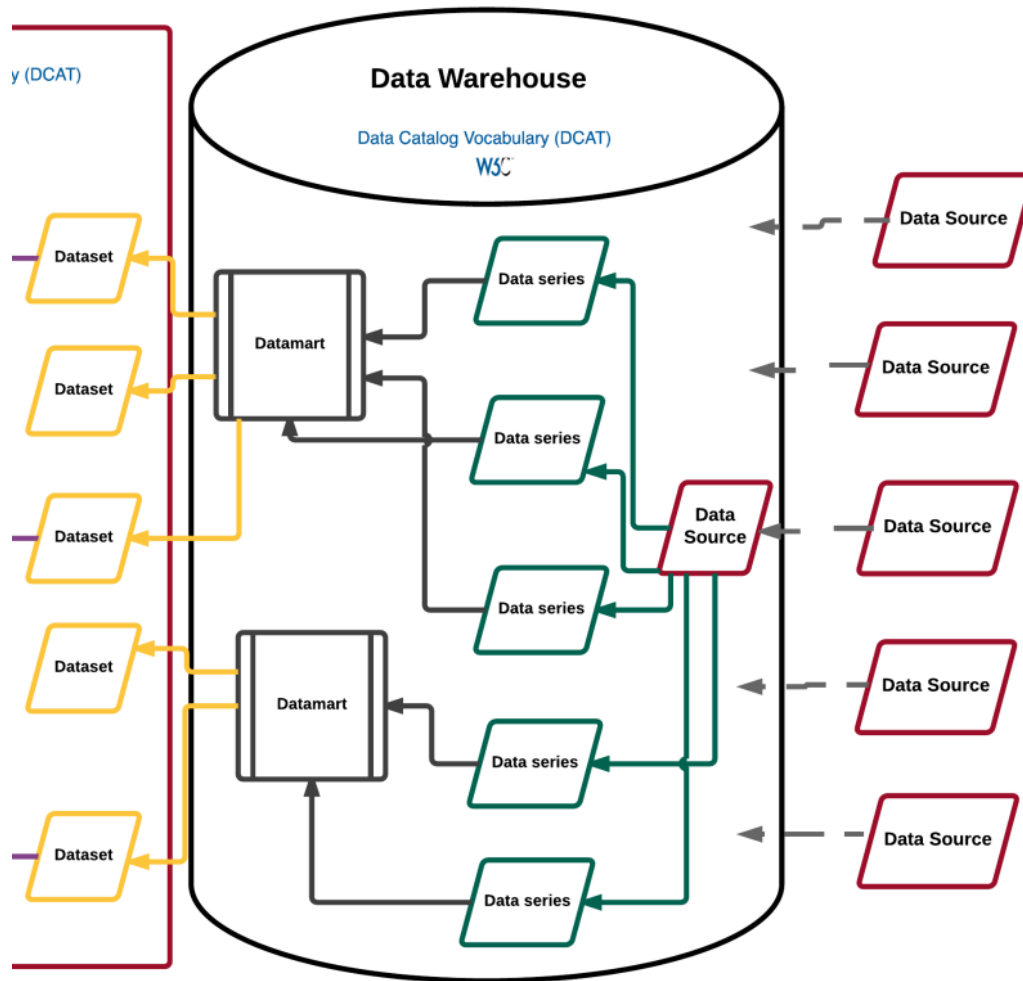 y (DCAT)
Data Warehouse
Data Catalog Vocabulary (DCAT)
W3C
Data Source
Dataset
Data series
Datamart
Data Source
Dataset
Data series
Data Source
Data
Source
Dataset
Data series
Data Source
Dataset
Datamart
Data series
Data Source
Dataset
Data series